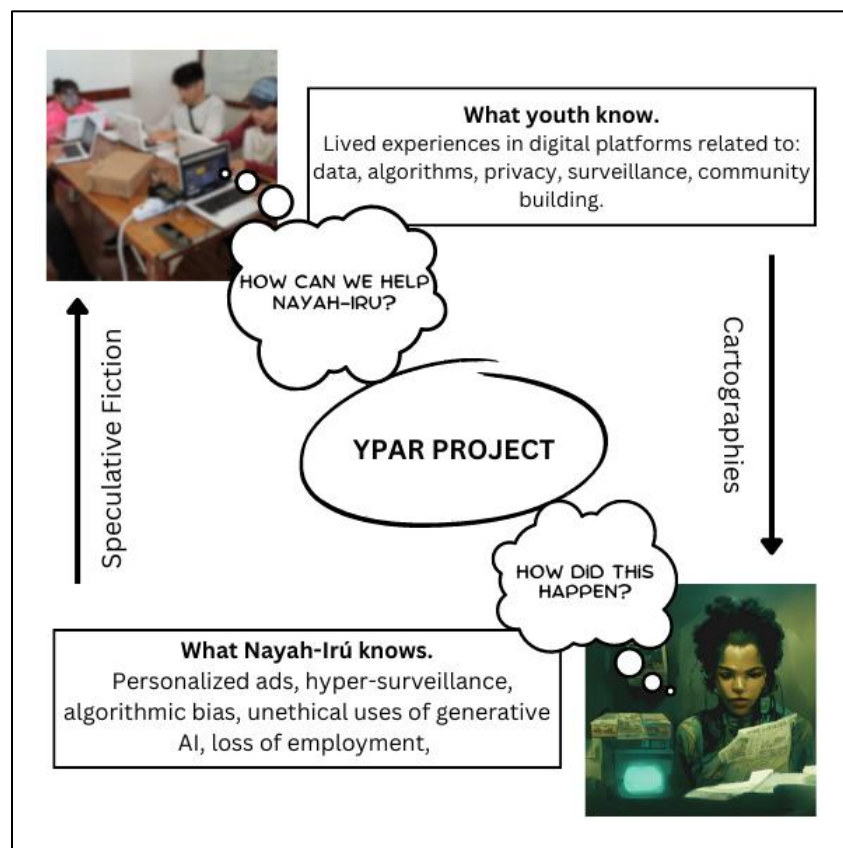 What youth know.
Lived experiences in digital platforms related to:
data, algorithms, privacy, surveillance, community
building.
HOW CAN WE HELP
NAYAH-IRU?
Speculative Fiction
Cartographies
YPAR PROJECT
HOW DID THIS
HAPPEN?
What Nayah-Irú knows.
Personalized ads, hyper-surveillance,
algorithmic bias, unethical uses of generative
AI, loss of employment,